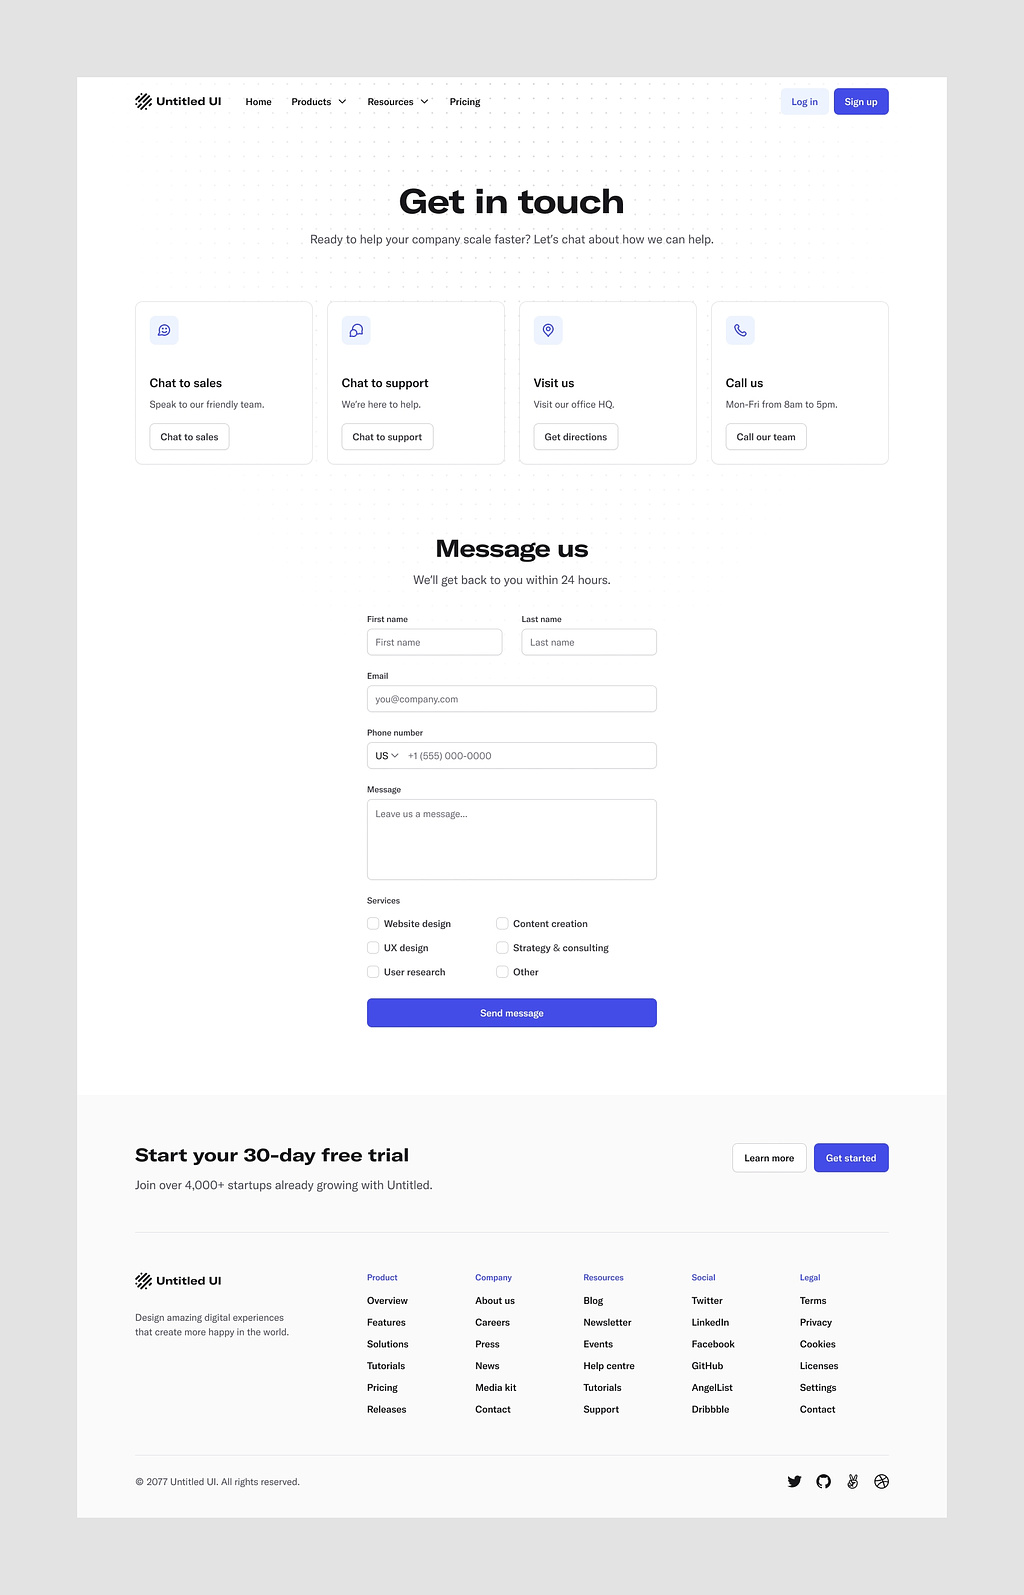 Untitled UI
Home
Products
Resources
Pricing
Log in
Sign up
Get in touch
Ready to help your company scale faster? Let's chat about how we can help.
Chat to sales
Speak to our friendly team.
Chat to sales
Chat to support
We're here to help.
Chat to support
Visit us
Visit our office HQ.
Get directions
Call us
Mon-Fri from 8am to 5pm.
Call our team
Message us
We'll get back to you within 24 hours.
First name
First name
Last name
Last name
Email
you@company.com
Phone number
US
+1 (555) 000-0000
Message
Leave us a message...
Services
Website design
Content creation
UX design
Strategy & consulting
User research
Other
Send message
Start your 30-day free trial
Join over 4,000+ startups already growing with Untitled.
Learn more
Get started
Untitled UI
Design amazing digital experiences
that create more happy in the world.
Product
Overview
Features
Solutions
Tutorials
Pricing
Releases
Company
About us
Careers
Press
News
Media kit
Contact
Resources
Blog
Newsletter
Events
Help centre
Tutorials
Support
Social
Twitter
LinkedIn
Facebook
GitHub
AngelList
Dribbble
Legal
Terms
Privacy
Cookies
Licenses
Settings
Contact
© 2077 Untitled UI. All rights reserved.